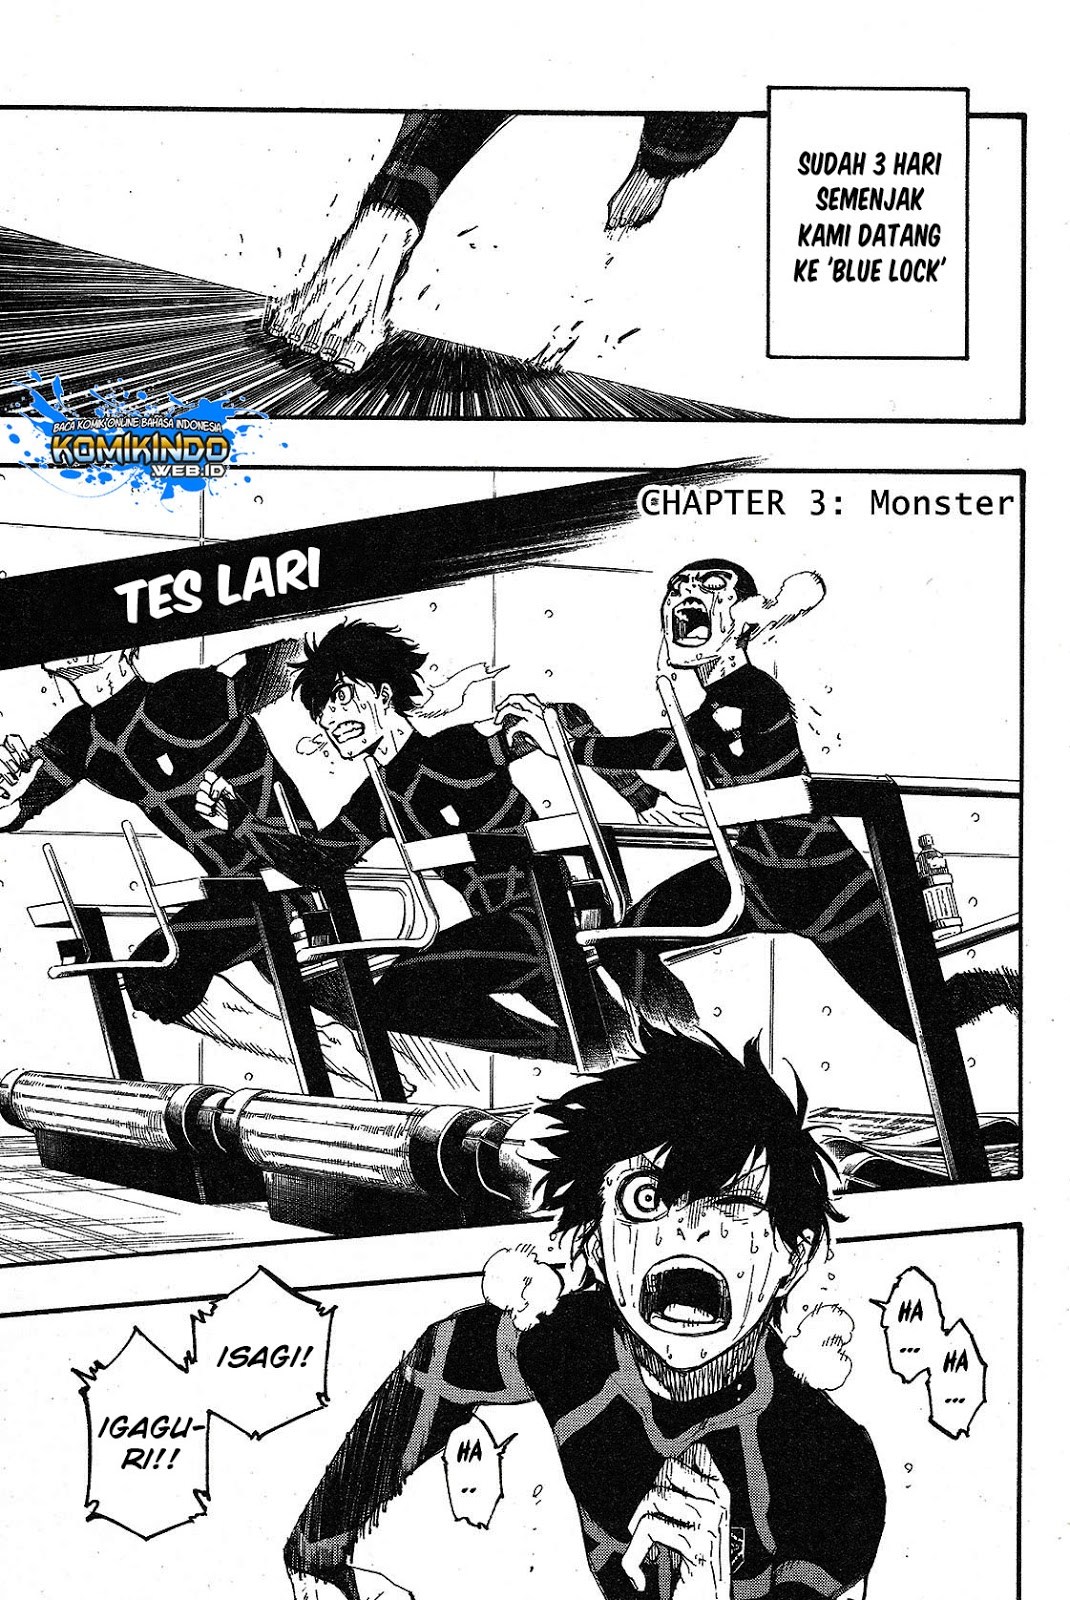 SUDAH 3 HARI
SEMENJAK
KAMI DATANG
KE 'BLUE LOCK'
BACA KOMIK ONLINE BAHASA INDONESIA
KOMIKINDO
WEB.ID
CHAPTER 3: Monster
TES LARI
HA
...
HA
...
ISAGI!
IGAGU-
RI!!
HA
..